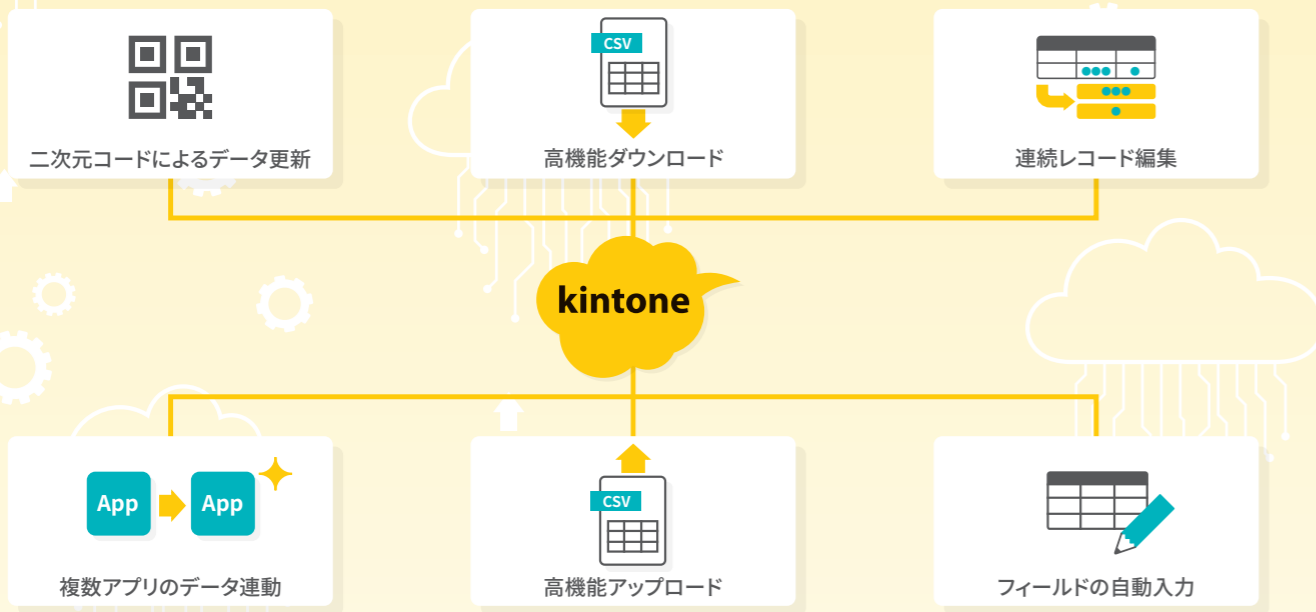 二次元コードによるデータ更新
CSV
高機能ダウンロード
連続レコード編集
kintone
App
App
複数アプリのデータ連動
CSV
高機能アップロード
フィールドの自動入力